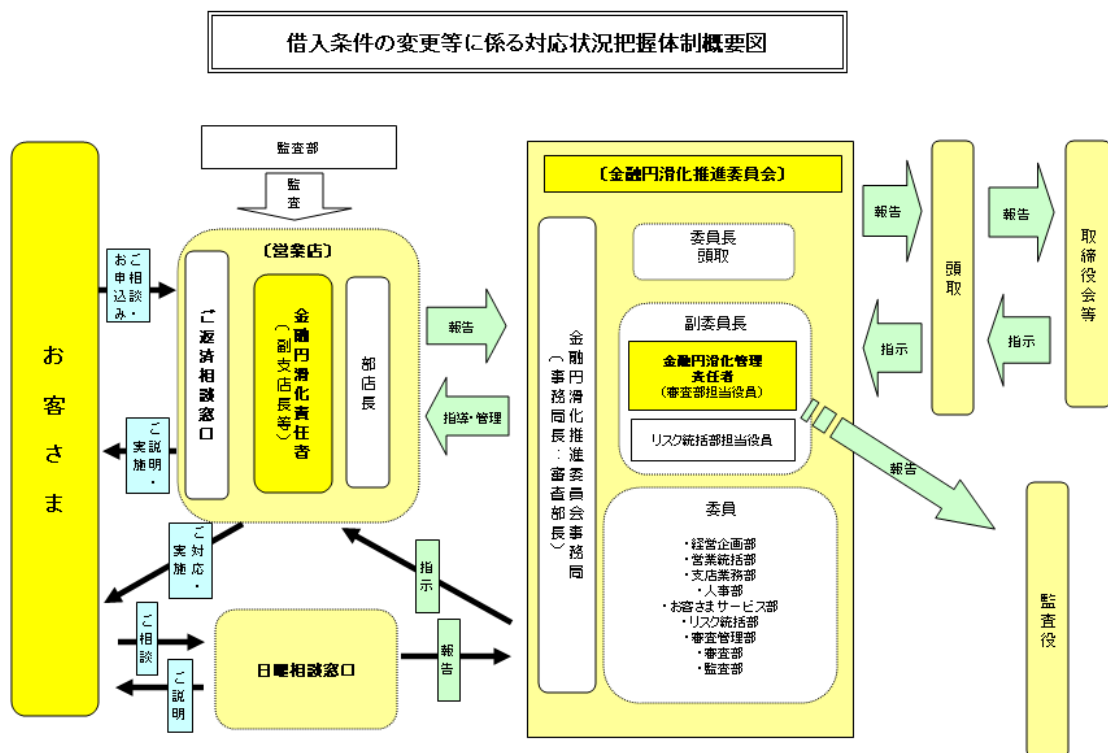 借入条件の変更等に係る対応状況把握体制概要図
監査部
監査
お客さま
ご相談・
お申込み
ご説明・
実施
ご対応・
実施
ご相談
ご説明
〔営業店〕
ご返済相談窓口
金融円滑化責任者
（副支店長等）
部店長
報告
指導・管理
指示
日曜相談窓口
報告
〔金融円滑化推進委員会〕
金融円滑化推進委員会事務局
（事務局長：審査部長）
委員長
頭取
副委員長
金融円滑化管理
責任者
（審査部担当役員）
リスク統括部担当役員
委員
・経営企画部
・営業統括部
・支店業務部
・人事部
・お客さまサービス部
・リスク統括部
・審査管理部
・審査部
・監査部
報告
指示
頭取
報告
指示
取締役会等
報告
監査役